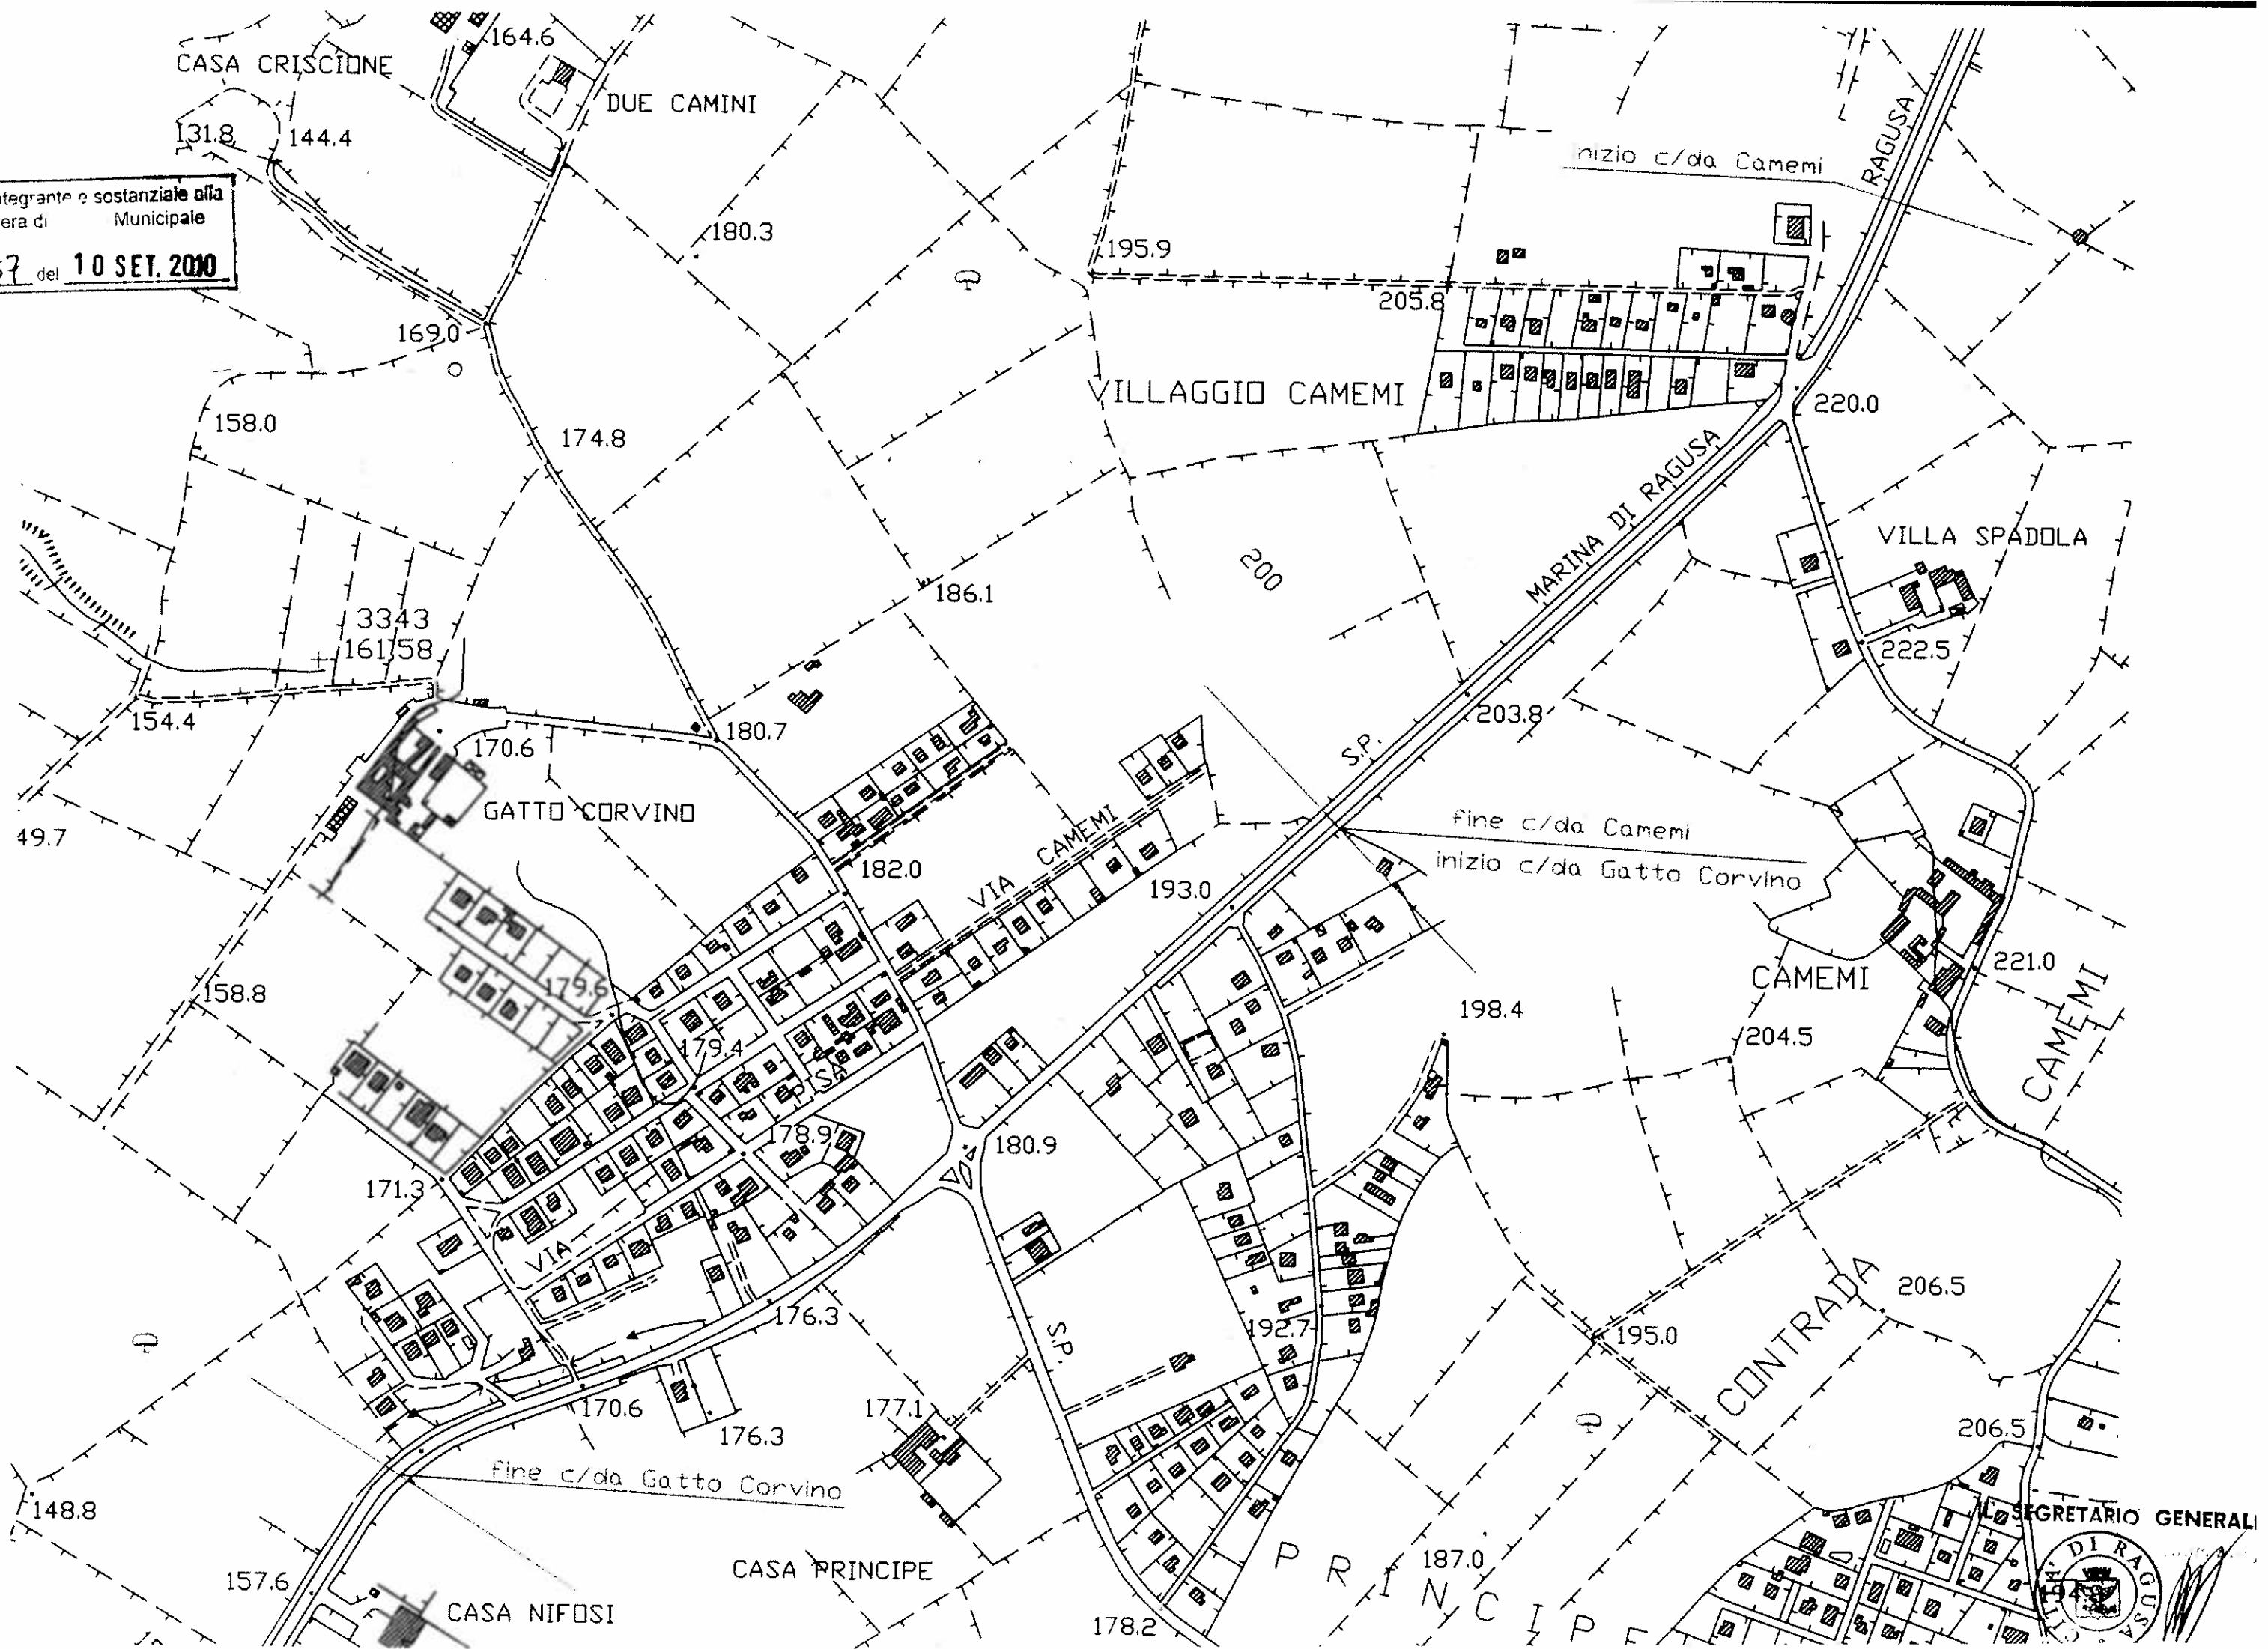 164.6
CASA CRISCIONE
DUE CAMINI
131.8
144.4
RAGUSA
nizio c/da Camemi
ntegrante e sostanziale alla
era di Municipale
del 10 SET. 2010
180.3
195.9
205.8
169.0
VILLAGGIO CAMEMI
220.0
158.0
174.8
MARINA DI RAGUSA
VILLA SPADOLA
200
186.1
3343
161.58
222.5
154.4
180.7
203.8
170.6
S.P.
GATTO CORVINO
49.7
VIA CAMEMI
fine c/da Camemi
inizio c/da Gatto Corvino
182.0
193.0
221.0
CAMEMI
158.8
179.6
198.4
204.5
179.4
CONTRADA CAMEMI
VIA PISA
178.9
180.9
171.3
206.5
176.3
S.P.
192.7
195.0
170.6
177.1
176.3
206.5
fine c/da Gatto Corvino
148.8
IL SEGRETARIO GENERAL
CASA PRINCIPE
PRINCIPE
187.0
157.6
CASA NIFOSI
178.2
CITTA' DI RAGUSA